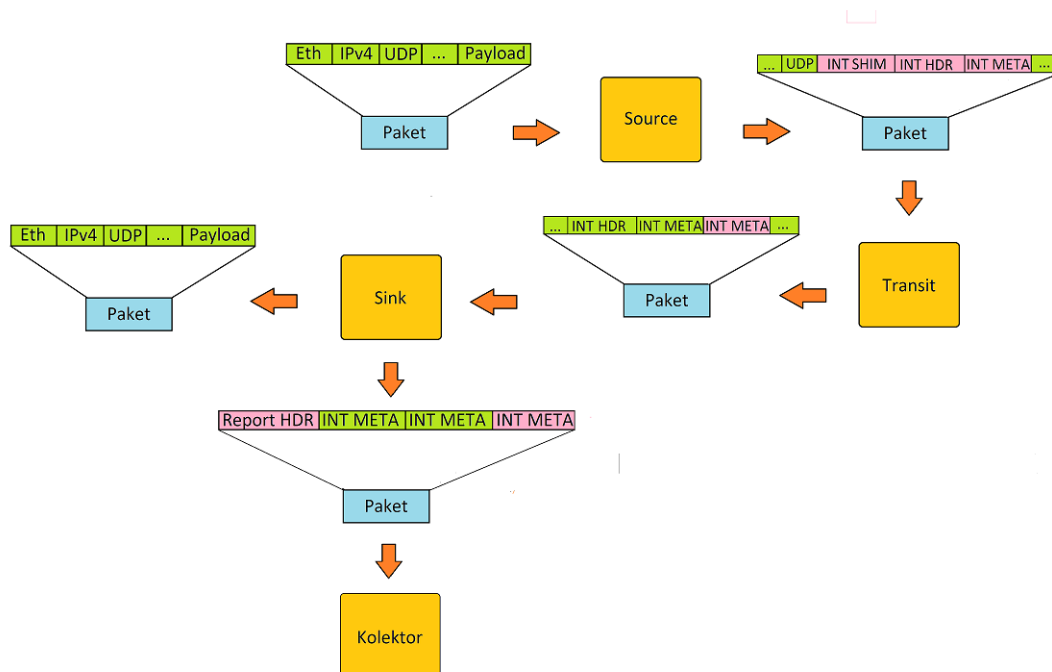 Eth IPv4 UDP ... Payload
Paket
Source
... UDP INT SHIM INT HDR INT META ...
Paket
Transit
... INT HDR INT META INT META ...
Paket
Sink
Eth IPv4 UDP ... Payload
Paket
Report HDR INT META INT META INT META
Paket
Kolektor